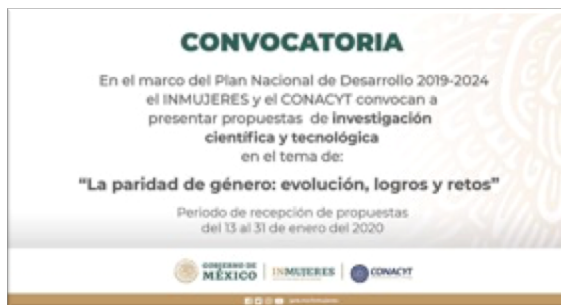 CONVOCATORIA
En el marco del Plan Nacional de Desarrollo 2019-2024
el INMUJERES y el CONACYT convocan a
presentar propuestas de investigación
científica y tecnológica
en el tema de:
“La paridad de género: evolución, logros y retos”
Periodo de recepción de propuestas
del 13 al 31 de enero del 2020
GOBIERNO DE
MÉXICO
INMUJERES
CONACYT